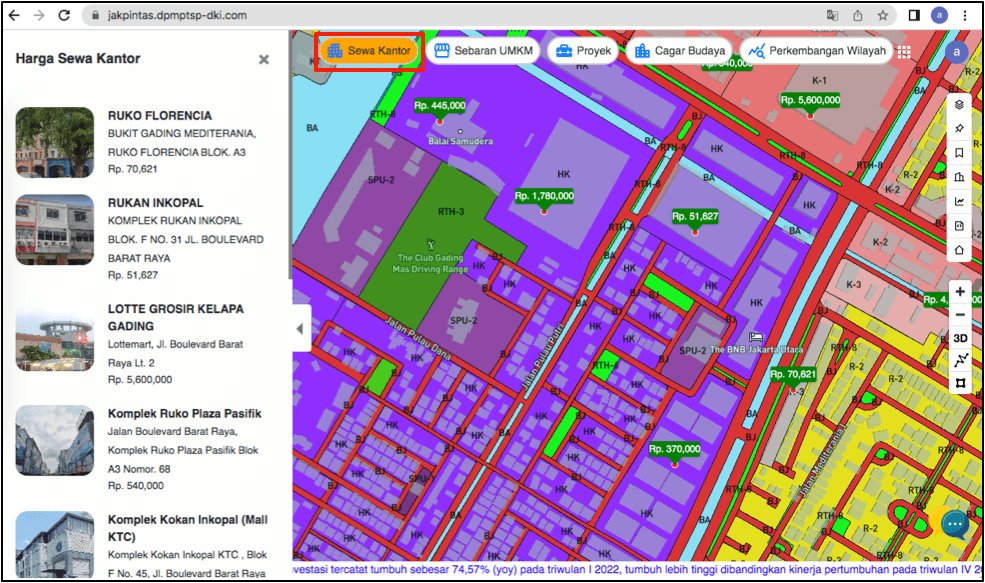 jakpintas.dpmptsp-dki.com
a
Harga Sewa Kantor
Sewa Kantor
Sebaran UMKM
Proyek
Cagar Budaya
Perkembangan Wilayah
a
RUKO FLORENCIA
BUKIT GADING MEDITERANIA,
RUKO FLORENCIA BLOK. A3
Rp. 70,621
RUKAN INKOPAL
KOMPLEK RUKAN INKOPAL
BLOK. F NO. 31 JL. BOULEVARD
BARAT RAYA
Rp. 51,627
LOTTE GROSIR KELAPA
GADING
Lottemart, Jl. Boulevard Barat
Raya Lt. 2
Rp. 5,600,000
Komplek Ruko Plaza Pasifik
Jalan Boulevard Barat Raya,
Komplek Ruko Plaza Pasifik Blok
A3 Nomor. 68
Rp. 540,000
Komplek Kokan Inkopal (Mall
KTC)
Komplek Kokan Inkopal KTC , Blok
F No. 45, Jl. Boulevard Barat Raya
Rp. 445,000
Balai Samudera
BA
RTH-8
SPU-2
RTH-3
HK
Rp. 1,780,000
The Club Gading
Mas Driving Range
SPU-2
Jalan Pulau Dana
Jalan Pulau Putri
Rp. 5,600,000
K-1
Rp. 51,627
K-2
K-2
K-3
R-2
SPU-2
The BNB Jakarta Utara
Rp. 70,621
Rp. 370,000
Jalan Mediterania I
RTH-8
R-2
BJ
3D
nvestasi tercatat tumbuh sebesar 74,57% (yoy) pada triwulan I 2022, tumbuh lebih tinggi dibandingkan kinerja pertumbuhan pada triwulan IV 2